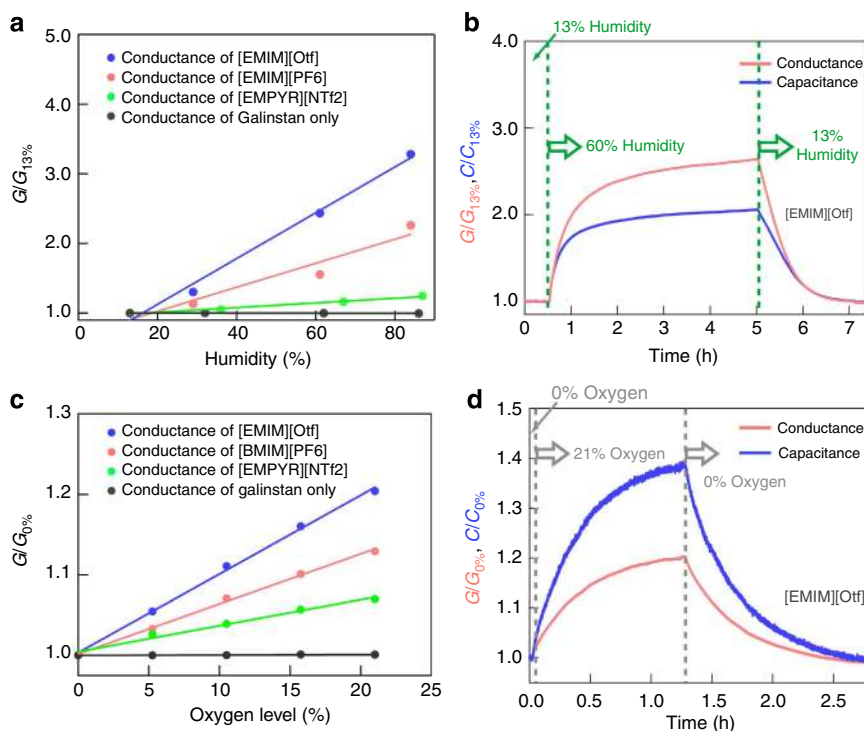 a
5.0
4.0
3.0
2.0
1.0
G/G13%
Conductance of [EMIM][Otf]
Conductance of [EMIM][PF6]
Conductance of [EMPYR][NTf2]
Conductance of Galinstan only
0 20 40 60 80
Humidity (%)
b
13% Humidity
4.0
3.0
2.0
1.0
G/G13%, C/C13%
Conductance
Capacitance
60% Humidity
13%
Humidity
[EMIM][Otf]
0 1 2 3 4 5 6 7
Time (h)
c
1.3
1.2
1.1
1.0
G/G0%
Conductance of [EMIM][Otf]
Conductance of [BMIM][PF6]
Conductance of [EMPYR][NTf2]
Conductance of galinstan only
0 5 10 15 20 25
Oxygen level (%)
d
0% Oxygen
1.5
1.4
1.3
1.2
1.1
1.0
G/G0%, C/C0%
Conductance
Capacitance
21% Oxygen
0% Oxygen
[EMIM][Otf]
0.0 0.5 1.0 1.5 2.0 2.5
Time (h)